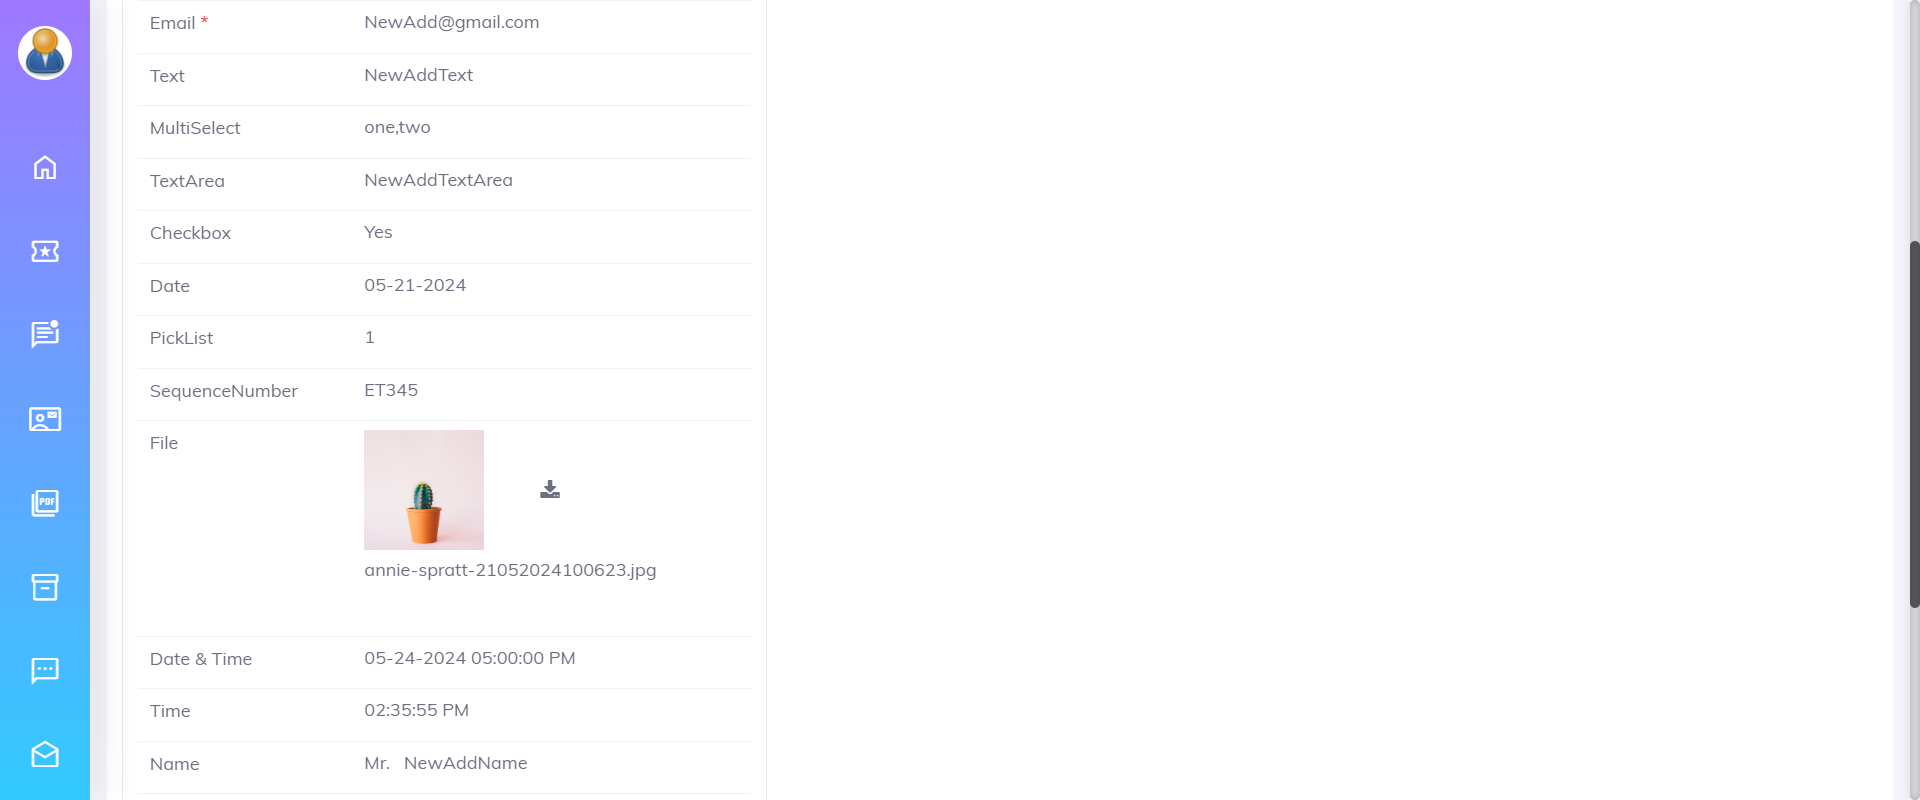 Email * NewAdd@gmail.com
Text NewAddText
MultiSelect one,two
TextArea NewAddTextArea
Checkbox Yes
Date 05-21-2024
PickList 1
SequenceNumber ET345
File
annie-spratt-21052024100623.jpg
PDF
Date & Time 05-24-2024 05:00:00 PM
Time 02:35:55 PM
Name Mr. NewAddName